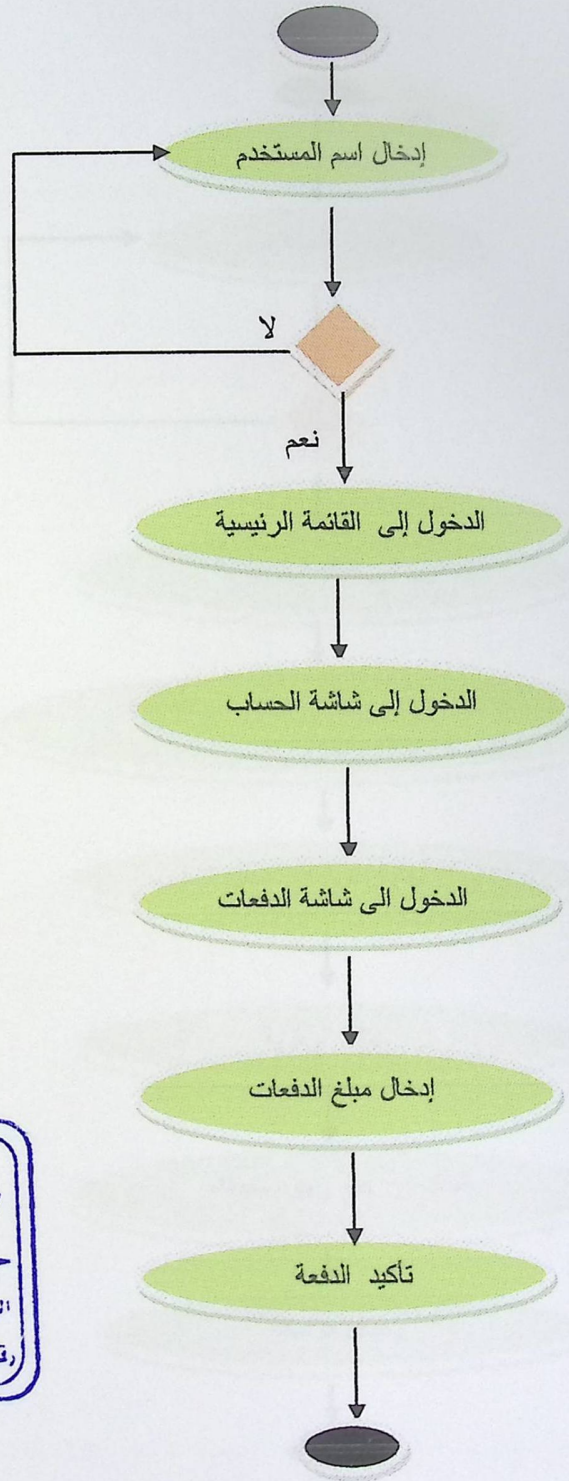 إدخال اسم المستخدم
لا
نعم
الدخول إلى القائمة الرئيسية
الدخول إلى شاشة الحساب
الدخول الى شاشة الدفعات
إدخال مبلغ الدفعات
تأكيد الدفعة